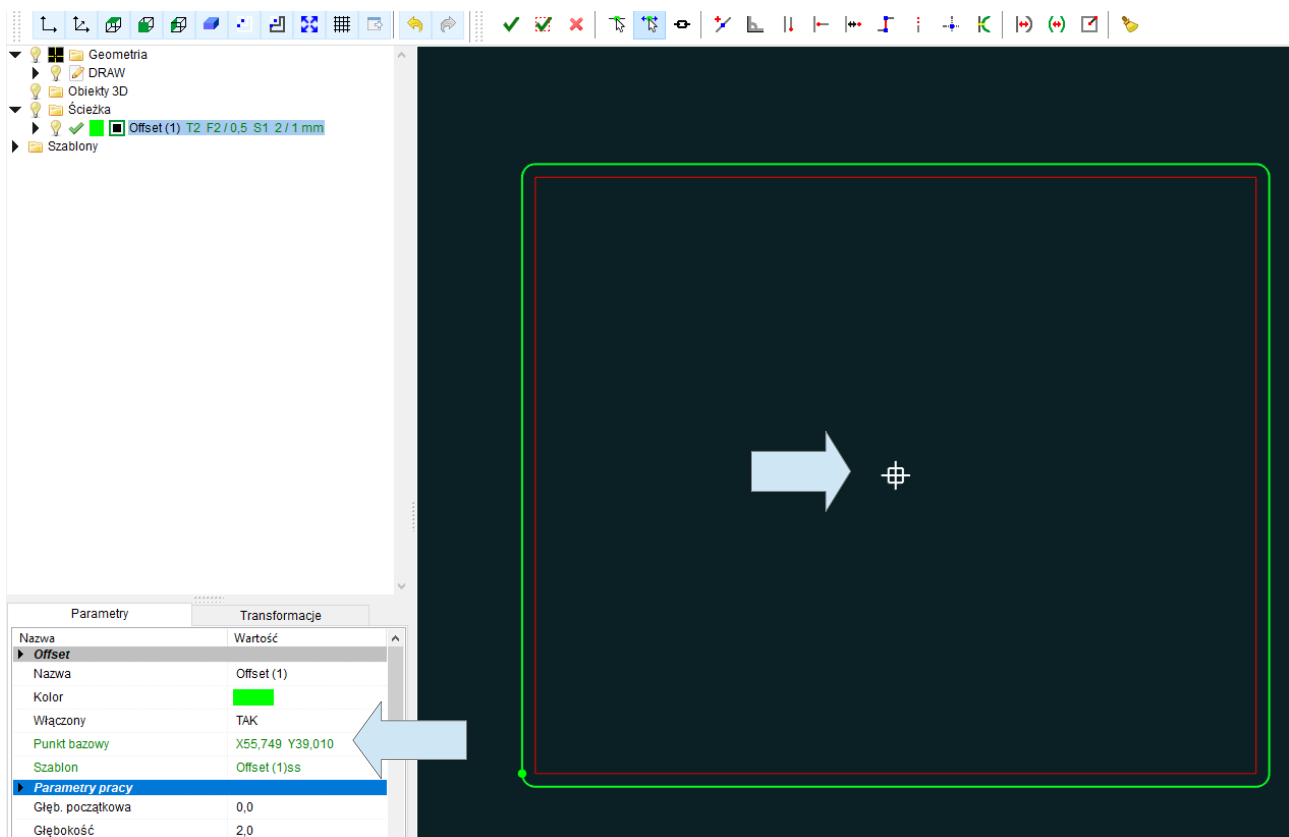 Geometria
DRAW
Obiekty 3D
Ścieżka
Offset (1) T2 F2 / 0,5 S1 2 / 1 mm
Szablony
Parametry Transformacje
Nazwa Wartość
Offset
Nazwa Offset (1)
Kolor
Włączony TAK
Punkt bazowy X55,749 Y39,010
Szablon Offset (1)ss
Parametry pracy
Głęb. początkowa 0,0
Głębokość 2,0